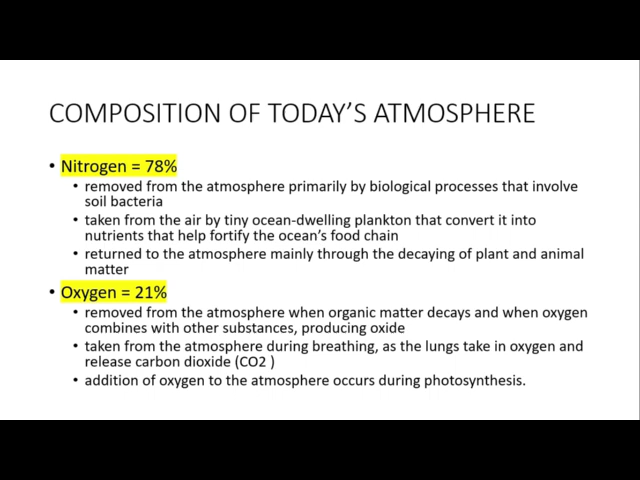 COMPOSITION OF TODAY’S ATMOSPHERE
• Nitrogen = 78%
• removed from the atmosphere primarily by biological processes that involve
soil bacteria
• taken from the air by tiny ocean-dwelling plankton that convert it into
nutrients that help fortify the ocean’s food chain
• returned to the atmosphere mainly through the decaying of plant and animal
matter
• Oxygen = 21%
• removed from the atmosphere when organic matter decays and when oxygen
combines with other substances, producing oxide
• taken from the atmosphere during breathing, as the lungs take in oxygen and
release carbon dioxide (CO2 )
• addition of oxygen to the atmosphere occurs during photosynthesis.